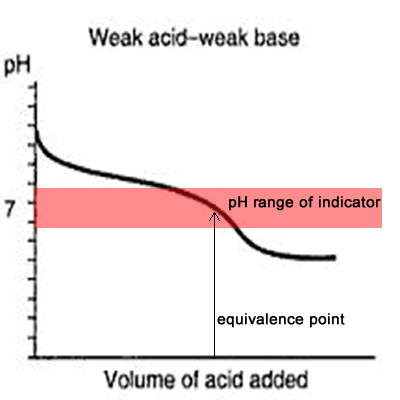 Weak acid–weak base
pH
pH range of indicator
7
equivalence point
Volume of acid added